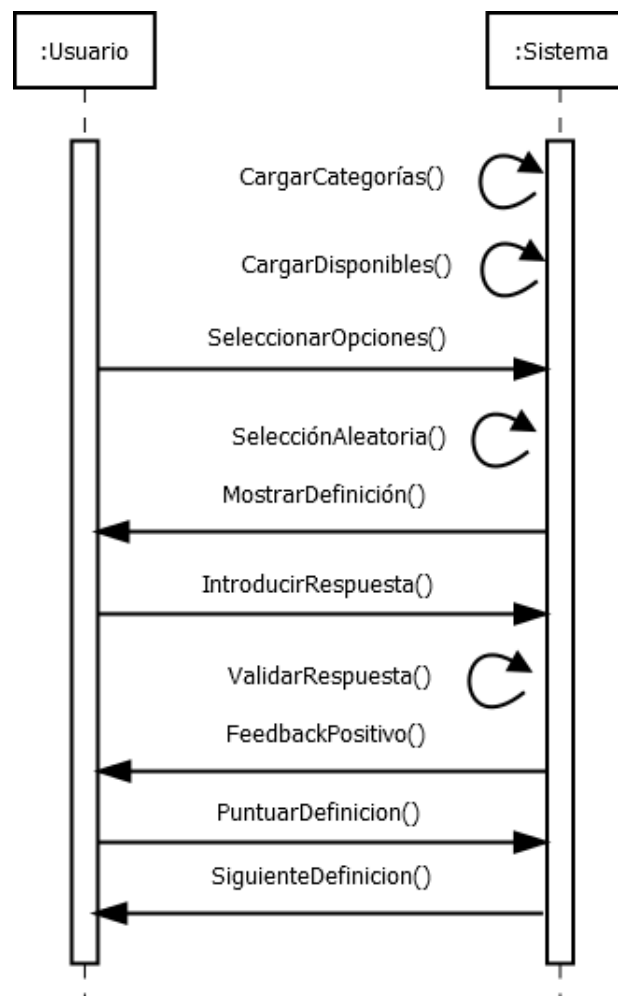 :Usuario
:Sistema
CargarCategorías()
CargarDisponibles()
SeleccionarOpciones()
SelecciónAleatoria()
MostrarDefinición()
IntroducirRespuesta()
ValidarRespuesta()
FeedbackPositivo()
PuntuarDefinicion()
SiguienteDefinicion()